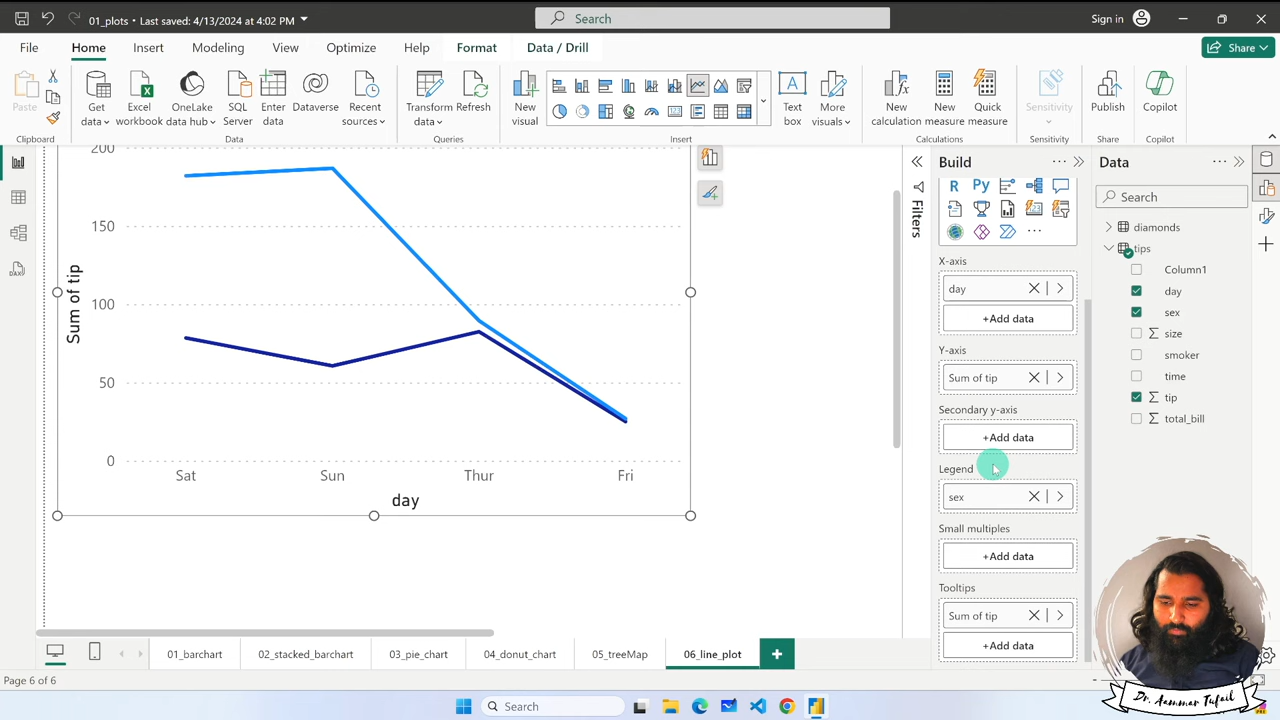 01_plots • Last saved: 4/13/2024 at 4:02 PM
Search
Sign in
File
Home
Insert
Modeling
View
Optimize
Help
Format
Data / Drill
Share
Paste
Get data
Excel workbook
OneLake data hub
SQL Server
Enter data
Dataverse
Recent sources
Transform data
Refresh
New visual
Text box
More visuals
New calculation
New measure
Quick measure
Sensitivity
Publish
Copilot
Clipboard
Data
Queries
Insert
Calculations
Sensitivity
Share
Copilot
200
150
100
50
0
Sum of tip
Sat
Sun
Thur
Fri
day
Filters
Build
R
Py
X-axis
day
+Add data
Y-axis
Sum of tip
Secondary y-axis
+Add data
Legend
sex
Small multiples
+Add data
Tooltips
Sum of tip
+Add data
Data
Search
diamonds
tips
Column1
day
sex
Σ size
smoker
time
Σ tip
Σ total_bill
DAX
01_barchart
02_stacked_barchart
03_pie_chart
04_donut_chart
05_treeMap
06_line_plot
Page 6 of 6
Search
Dr. Aammar Tufail